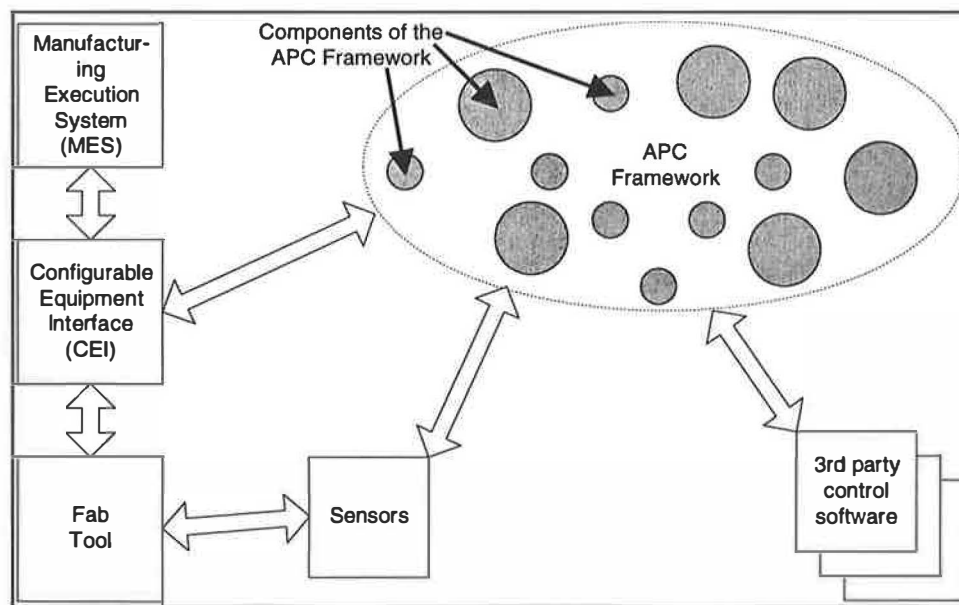 Manufactur-
ing
Execution
System
(MES)
Components of the
APC Framework
APC
Framework
Configurable
Equipment
Interface
(CEI)
Fab
Tool
Sensors
3rd party
control
software